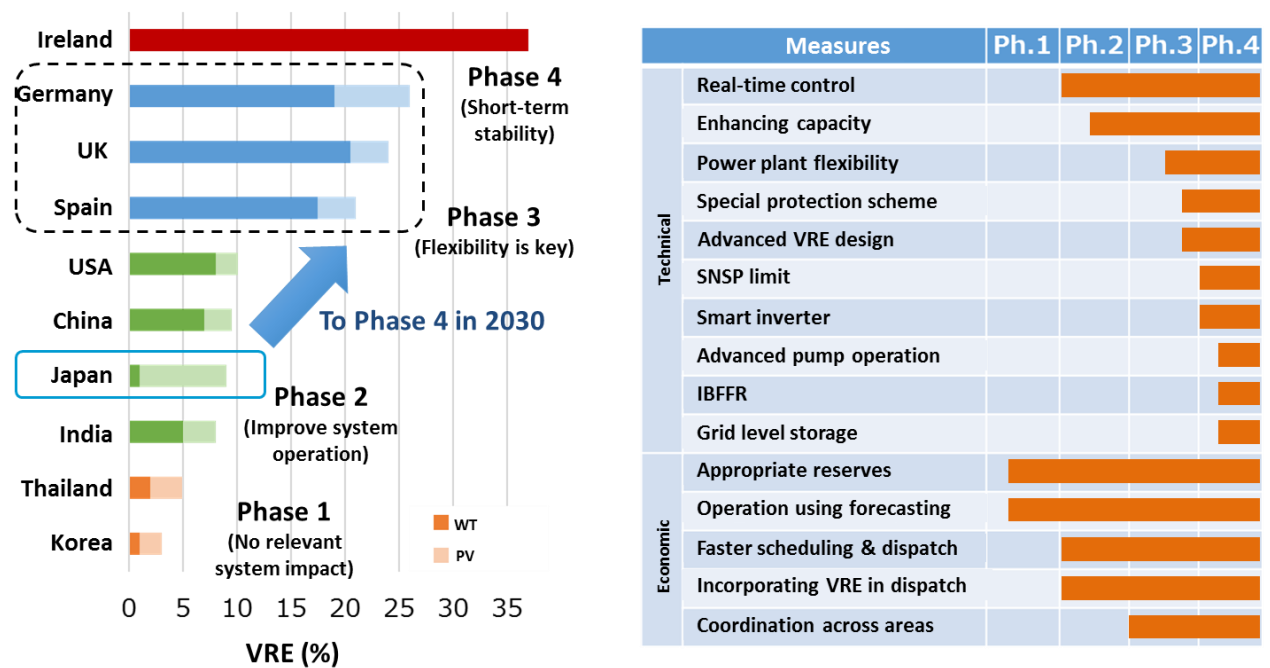 Ireland
Germany
UK
Spain
USA
China
Japan
India
Thailand
Korea
Phase 4
(Short-term
stability)
Phase 3
(Flexibility is key)
To Phase 4 in 2030
Phase 2
(Improve system
operation)
Phase 1
(No relevant
system impact)
WT
PV
0 5 10 15 20 25 30 35
VRE (%)
Measures Ph.1 Ph.2 Ph.3 Ph.4
Technical
Real-time control
Enhancing capacity
Power plant flexibility
Special protection scheme
Advanced VRE design
SNSP limit
Smart inverter
Advanced pump operation
IBFFR
Grid level storage
Economic
Appropriate reserves
Operation using forecasting
Faster scheduling & dispatch
Incorporating VRE in dispatch
Coordination across areas